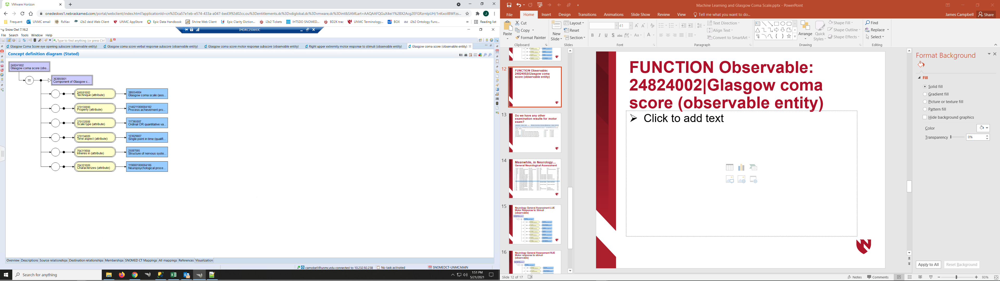 VMware Horizon
onedeskws1.nebraskamed.com/portal/webclient/index.html?applicationId=cn%3Dca57e1eb-e574-433a-a047-bed3f92d02cc,ou%3Dentitlements,dc%3Dvdiglobal,dc%3Dvmware,dc%3Dint&SAMLart=AAQAAFQGuX4ei1%2BX2Acg2EFGRzrnIpUH/1nKxoilBWFzs...
Frequent
UNMC email
RxNav
i2b2 deid Web Client
UNMC AppStore
Epic Data Handbook
Shrine Web Client
Epic Clarity Diction...
i2b2 Tickets
IHTSDO SNOMED...
BD2K trac
UNMC Terminology...
BOX
i2b2 Ontology Func...
»
Reading list
Snow Owl 7.16.2
IMDRC25069JC
File Search Tools Window Help
Type to find anything (or press Ctrl
Glasgow Coma Score eye opening subscore (observable entity)
Glasgow coma score verbal response subscore (observable entity)
Glasgow coma score motor response subscore (observable entity)
Right upper extremity motor response to stimuli (observable entity)
Glasgow coma score (observable entity)
Concept definition diagram (Stated)
248241002
Glasgow coma score (obs...
363893001
Component of Glasgow c...
246501002
Technique (attribute)
386554004
Glasgow coma scale (ass...
370130000
Property (attribute)
2140211000004102
Process achievement pro...
370132008
Scale type (attribute)
117365007
Ordinal OR quantitative va...
370134009
Time aspect (attribute)
123029007
Single point in time (qualifi...
704319004
Inheres in (attribute)
25087005
Structure of nervous syste...
704321009
Characterizes (attribute)
1198081000004106
Neuropsychological proce...
Overview Descriptions Source relationships Destination relationships Memberships SNOMED CT Mappings All mappings References Visualization
campbell@unmc.edu connected to 10.232.92.238
No task activated
SNOMEDCT-UNMC:MAIN
Search for anything
1:51 PM
5/21/2021
Machine Learning and Glasgow Coma Scale.pptx - PowerPoint
File Home Insert Design Transitions Animations Slide Show Review View Tell me what you want to do...
James Campbell Share
Paste
Cut
Copy
Format Painter
Clipboard
New
Slide
Layout
Reset
Section
Slides
41
Font
Text Direction
Align Text
Convert to SmartArt
Paragraph
Arrange
Quick
Styles
Shape Fill
Shape Outline
Shape Effects
Drawing
Find
Replace
Select
Editing
12
FUNCTION Observable:
24824002|Glasgow coma
score (observable entity)
13
Do we have any other
examination results for motor
exam?
14
Meanwhile, in Neurology...
General Neurological Assessment
15
Neurology General Assessment LUE
Motor Response to Stimuli
(observable)
16
Neurology General Assessment RUE
Motor response to stimuli
(observable)
FUNCTION Observable:
24824002|Glasgow coma
score (observable entity)
Click to add text
Format Background
Fill
Solid fill
Gradient fill
Picture or texture fill
Pattern fill
Hide background graphics
Color
Transparency
0%
Apply to All
Reset Background
Slide 12 of 17
Notes
Comments
93%